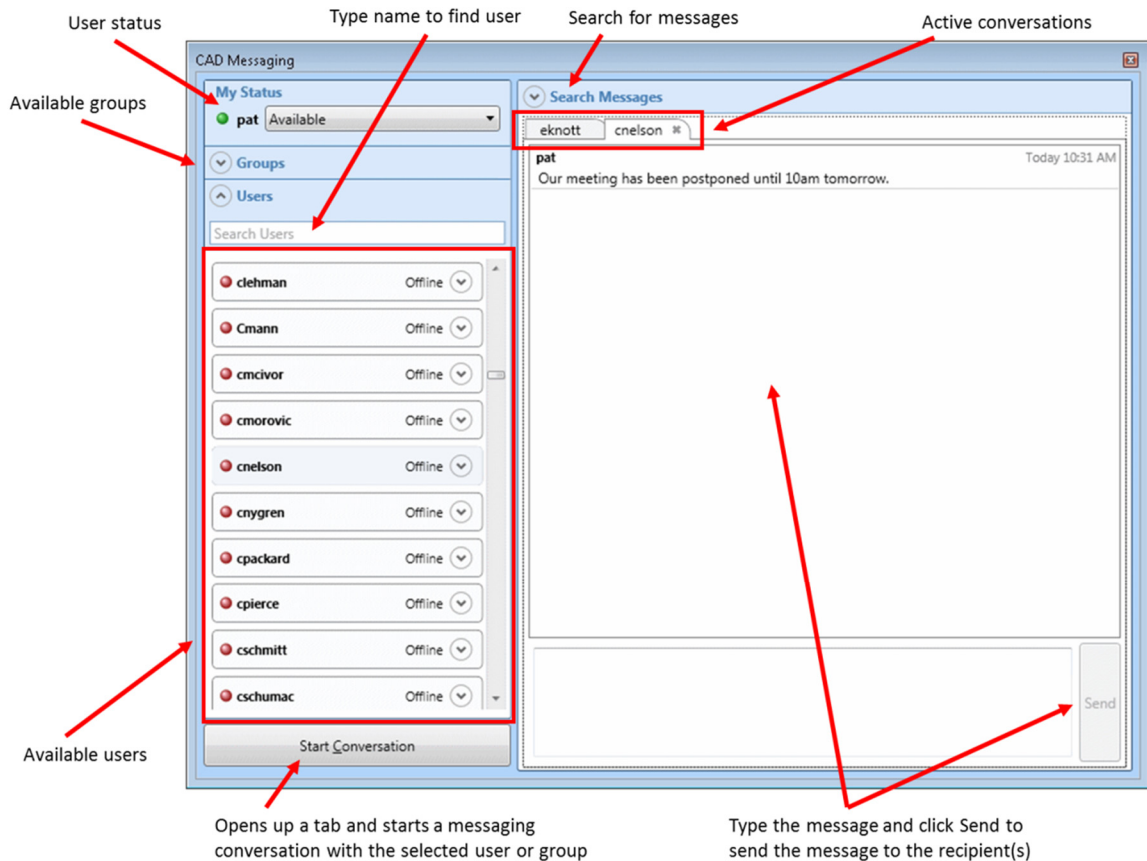 User status
Type name to find user
Search for messages
Active conversations
Available groups
CAD Messaging
My Status
pat Available
Groups
Users
Search Users
clehman Offline
Cmann Offline
cmcivor Offline
cmorovic Offline
cnelson Offline
cnygren Offline
cpackard Offline
cpierce Offline
cschmitt Offline
cschumac Offline
Start Conversation
Search Messages
eknott cnelson
pat Today 10:31 AM
Our meeting has been postponed until 10am tomorrow.
Send
Available users
Opens up a tab and starts a messaging
conversation with the selected user or group
Type the message and click Send to
send the message to the recipient(s)